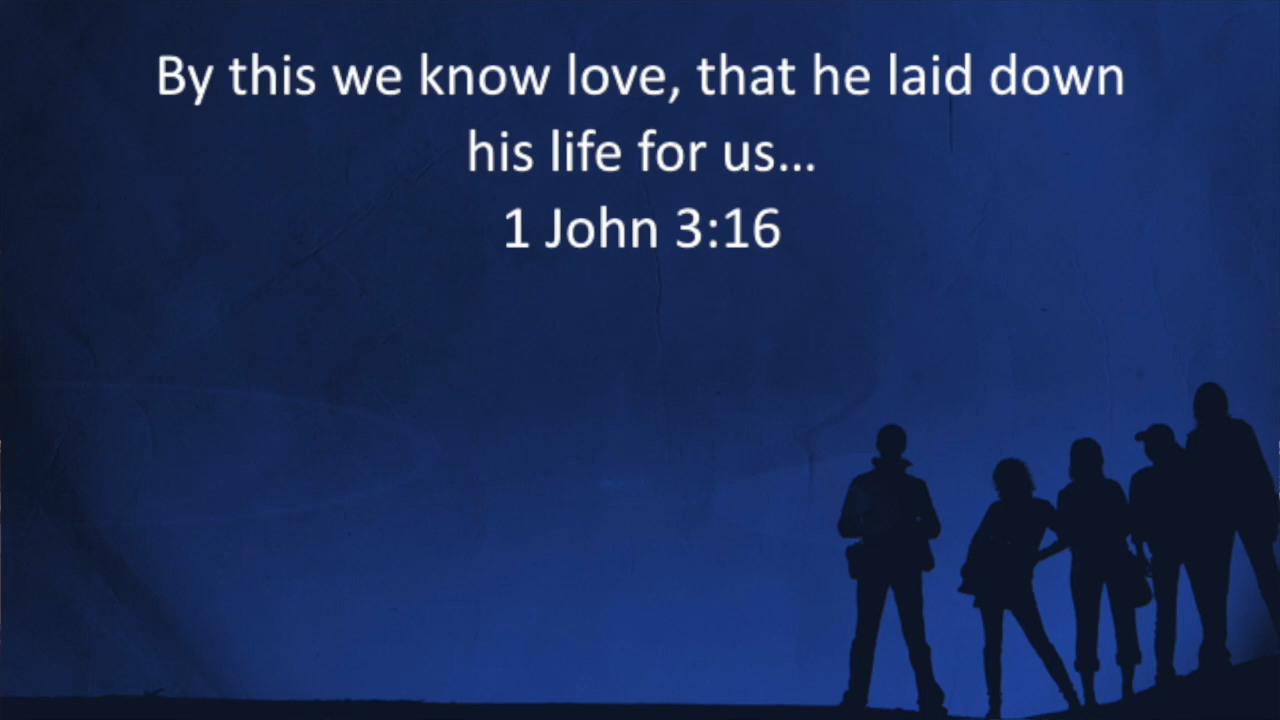 By this we know love, that he laid down
his life for us…
1 John 3:16